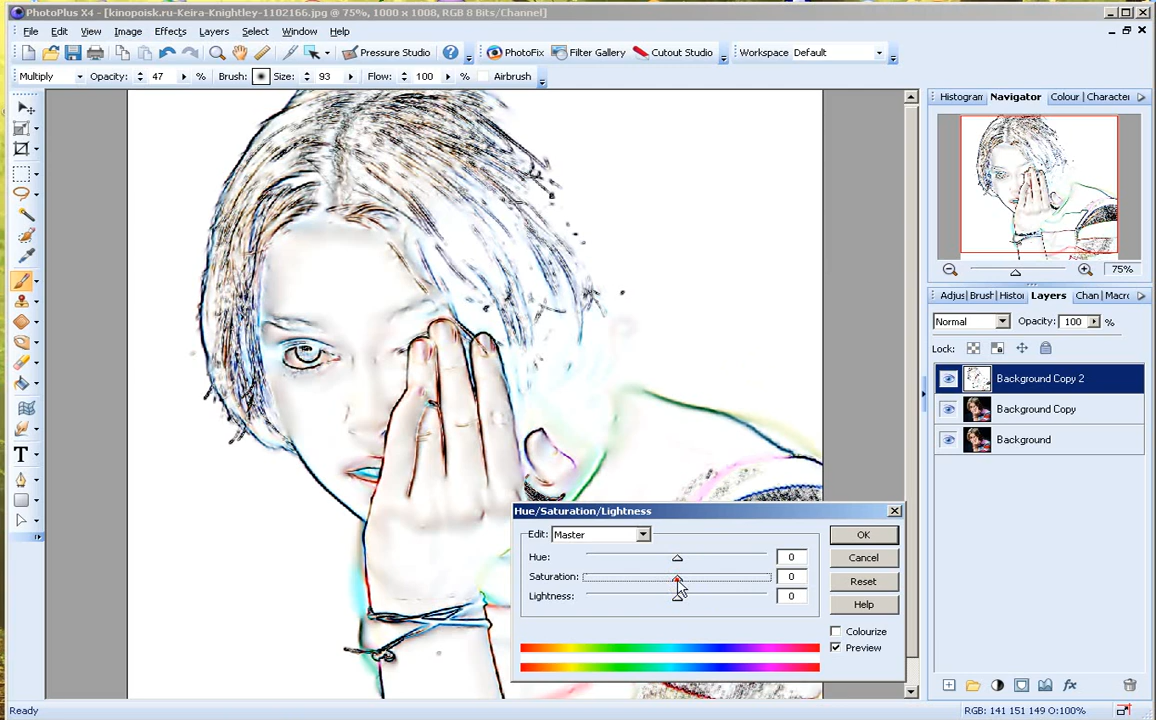 PhotoPlus X4 - [kinopoisk.ru-Keira-Knightley-1102166.jpg @ 75%, 1000 x 1008, RGB 8 Bits/Channel]
File Edit View Image Effects Layers Select Window Help
Pressure Studio PhotoFix Filter Gallery Cutout Studio Workspace Default
Multiply Opacity: 47 % Brush: Size: 93 Flow: 100 % Airbrush
Histogran Navigator Colour Character
75%
Adjus Brush Histo Layers Chan Macro
Normal Opacity: 100 %
Lock:
Background Copy 2
Background Copy
Background
T
Hue/Saturation/Lightness
Edit: Master OK
Hue: 0 Cancel
Saturation: 0 Reset
Lightness: 0 Help
Colourize
Preview
fx
Ready RGB: 141 151 149 O:100%